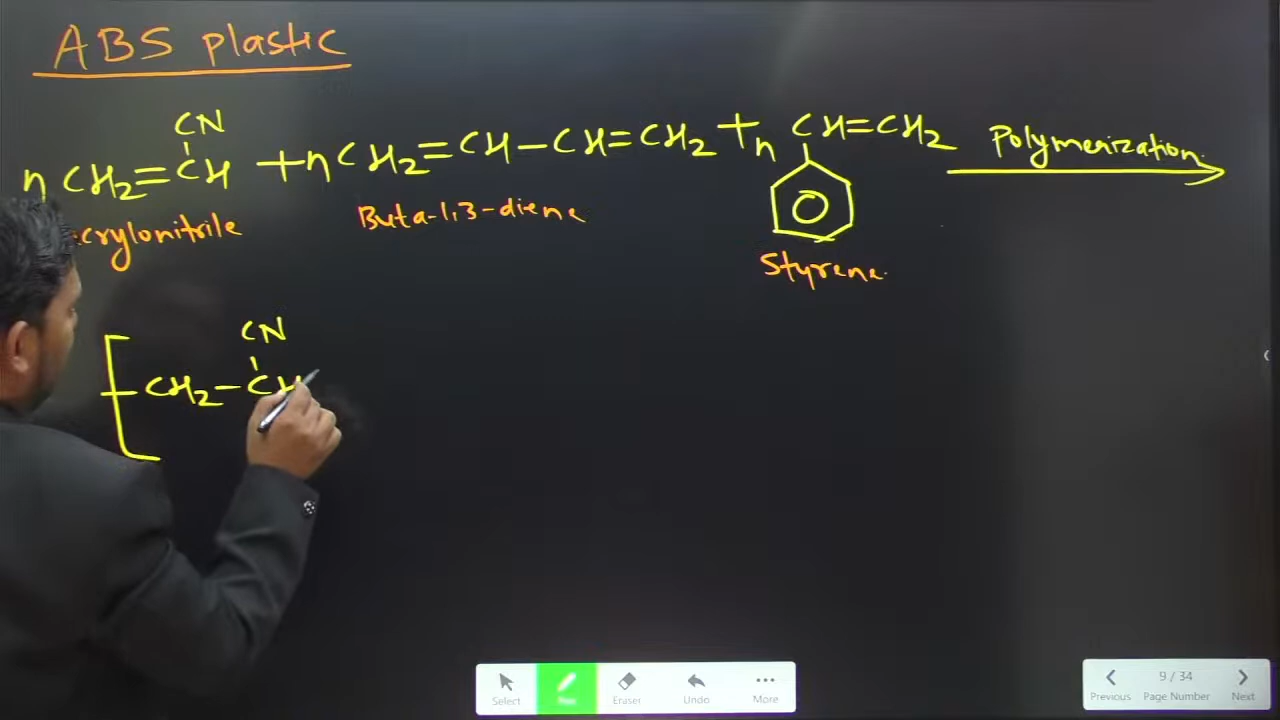 ABS plastic
CN
n CH2=CH +n CH2=CH-CH=CH2 +n CH=CH2 Polymerization.
crylonitrile Buta-1,3-diene Styrene.
CN
CH2-CH
Select Pen Eraser Undo More
Previous 9 / 34 Page Number Next